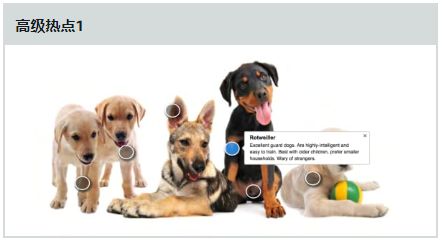 高级热点1
Rotweiller
Excellent guard dogs. Are highly-intelligent and
easy to train. Best with older children, prefer smaller
households. Wary of strangers.